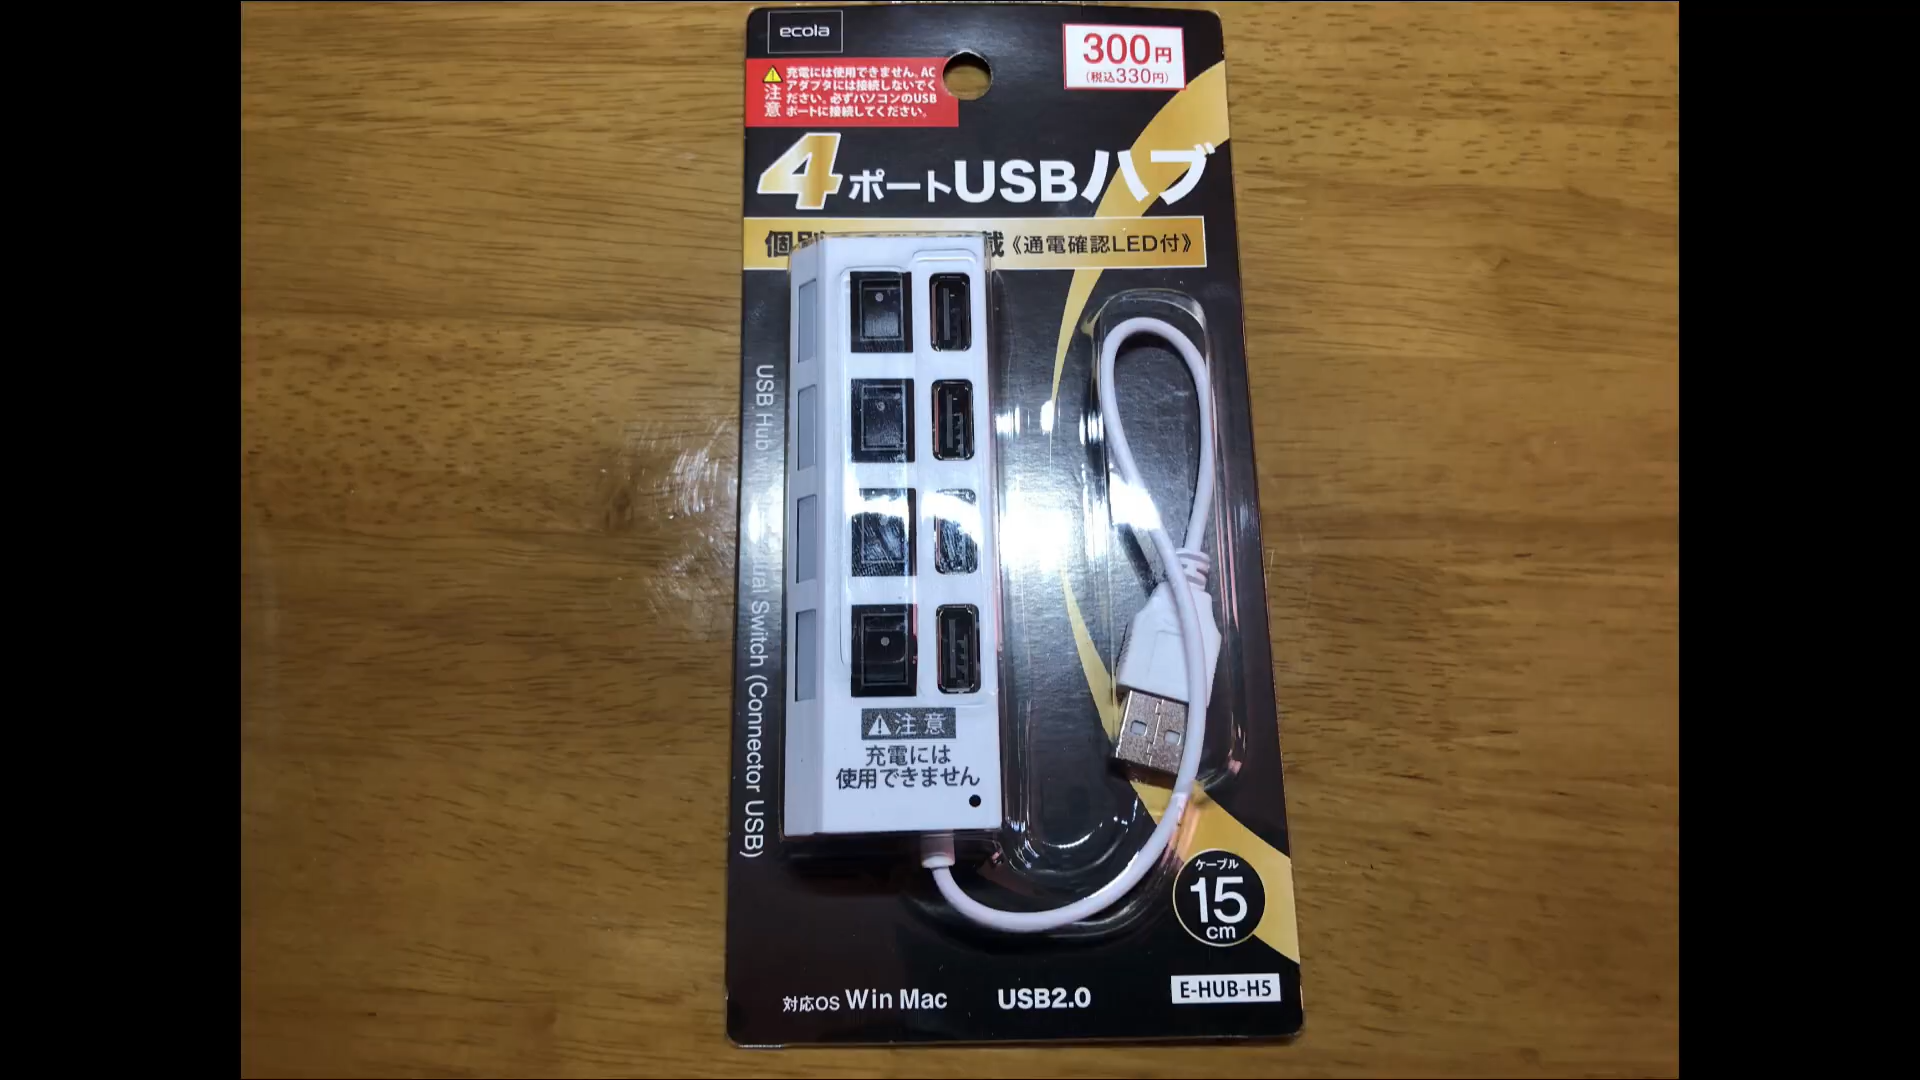 ecola
300円
(税込330円)
注意
充電には使用できません。AC
アダプタには接続しないでく
ださい。必ずパソコンのUSB
ポートに接続してください。
4ポートUSBハブ
個別
載《通電確認LED付》
USB Hub
Switch (Connector USB)
注意
充電には
使用できません
ケーブル
15
cm
対応OS Win Mac
USB2.0
E-HUB-H5